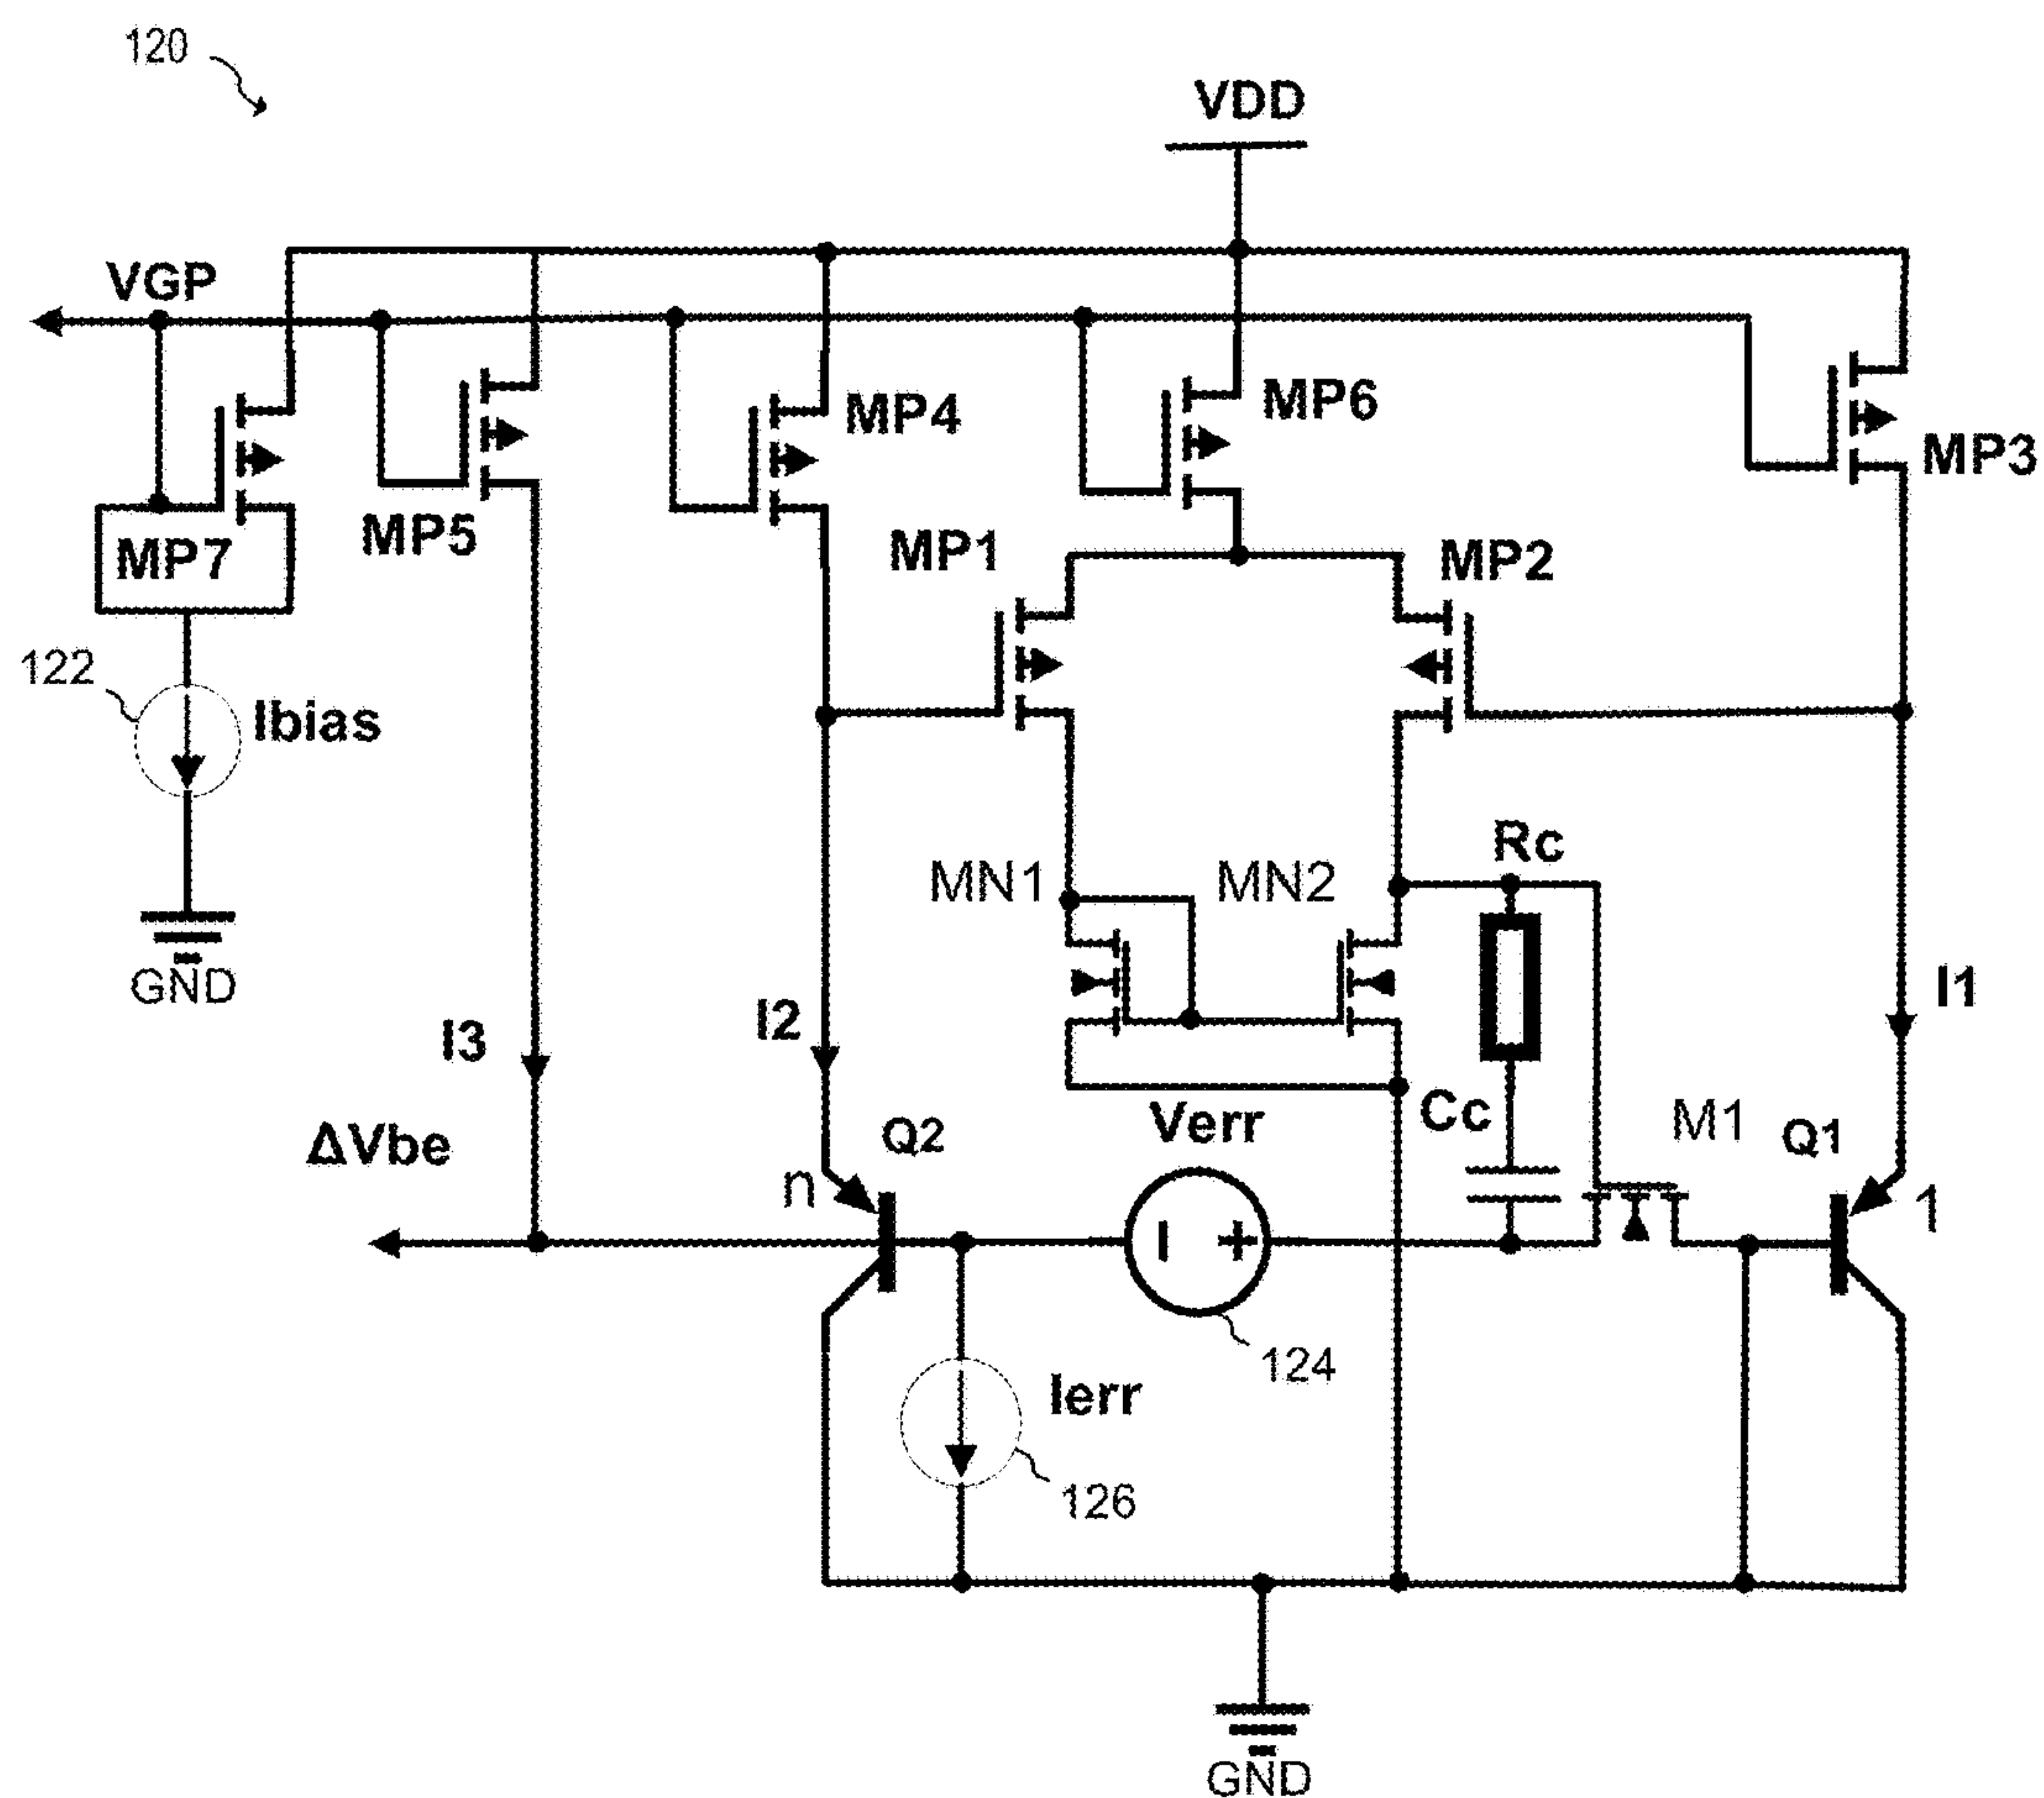 120
VDD
VGP
MP4
MP6
MP3
MP7
MP5
MP1
MP2
122
Ibias
Rc
MN1
MN2
GND
I3
I2
I1
ΔVbe
Q2
Verr
Cc
M1
Q1
n
1
- +
124
Ierr
126
GND